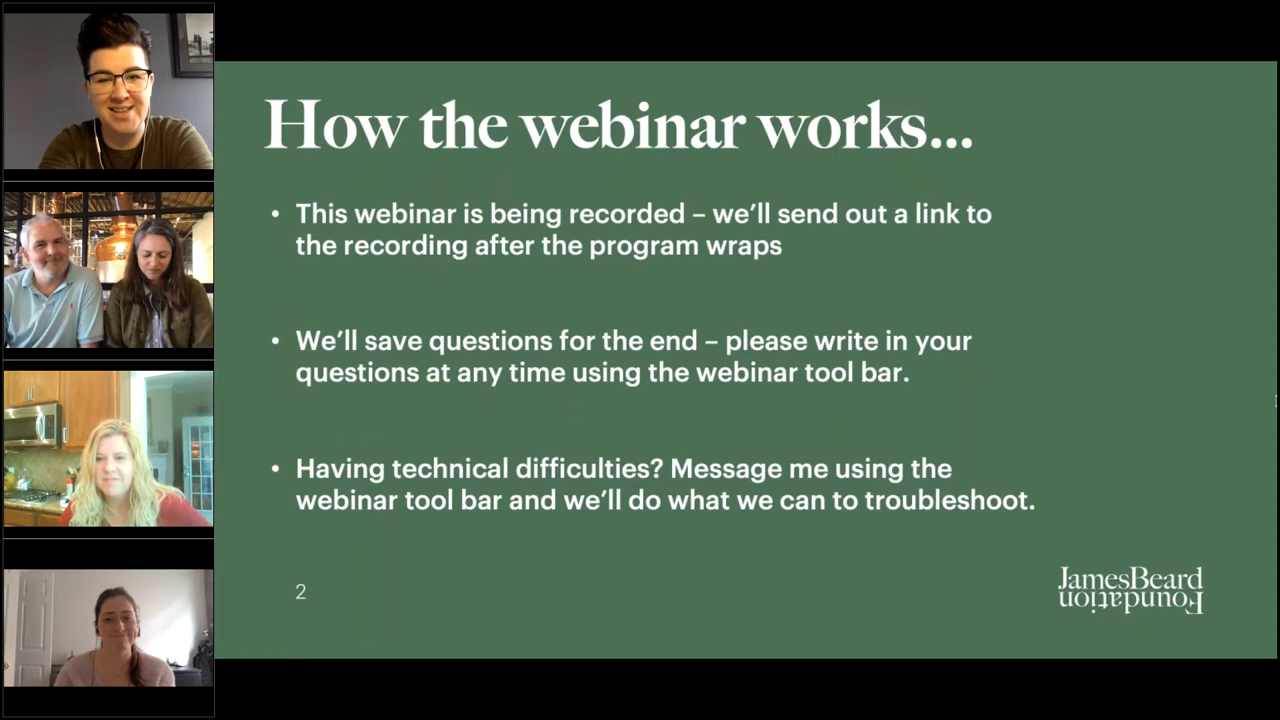 How the webinar works...
• This webinar is being recorded – we’ll send out a link to
the recording after the program wraps
• We’ll save questions for the end – please write in your
questions at any time using the webinar tool bar.
• Having technical difficulties? Message me using the
webinar tool bar and we’ll do what we can to troubleshoot.
2
JamesBeard
Foundation